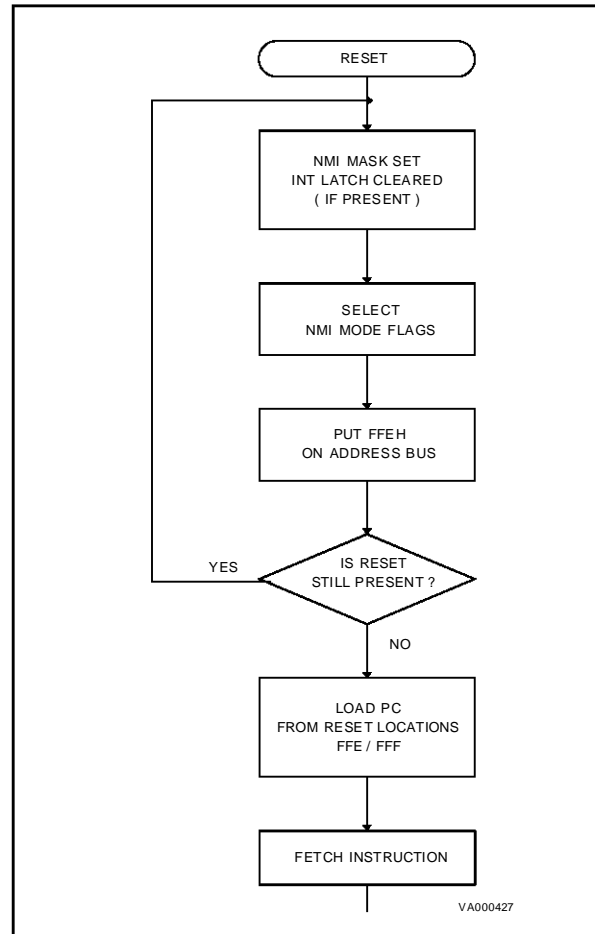 RESET
NMI MASK SET
INT LATCH CLEARED
( IF PRESENT )
SELECT
NMI MODE FLAGS
PUT FFEH
ON ADDRESS BUS
IS RESET
STILL PRESENT ?
YES
NO
LOAD PC
FROM RESET LOCATIONS
FFE / FFF
FETCH INSTRUCTION
VA000427